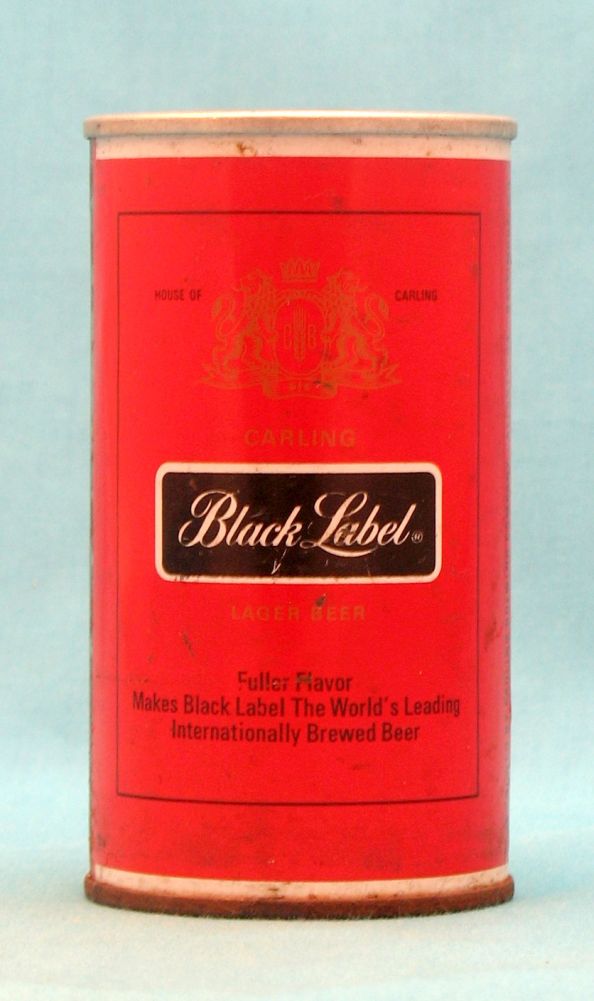 HOUSE OF CARLING
C B
CARLING
Black Label ®
LAGER BEER
Fuller Flavor
Makes Black Label The World's Leading
Internationally Brewed Beer